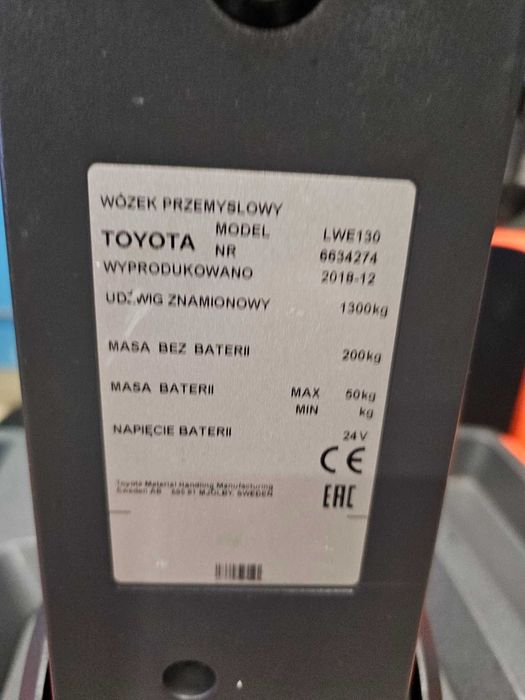 WÓZEK PRZEMYSLOWY
TOYOTA MODEL LWE130
NR 6634274
WYPRODUKOWANO 2018-12
UDŹWIG ZNAMIONOWY 1300kg
MASA BEZ BATERII 200kg
MASA BATERII MAX 50kg
MIN kg
NAPIĘCIE BATERII 24V
CE
Toyota Material Handling Manufacturing
Sweden AB 595 81 MJÖLBY, SWEDEN
EAC